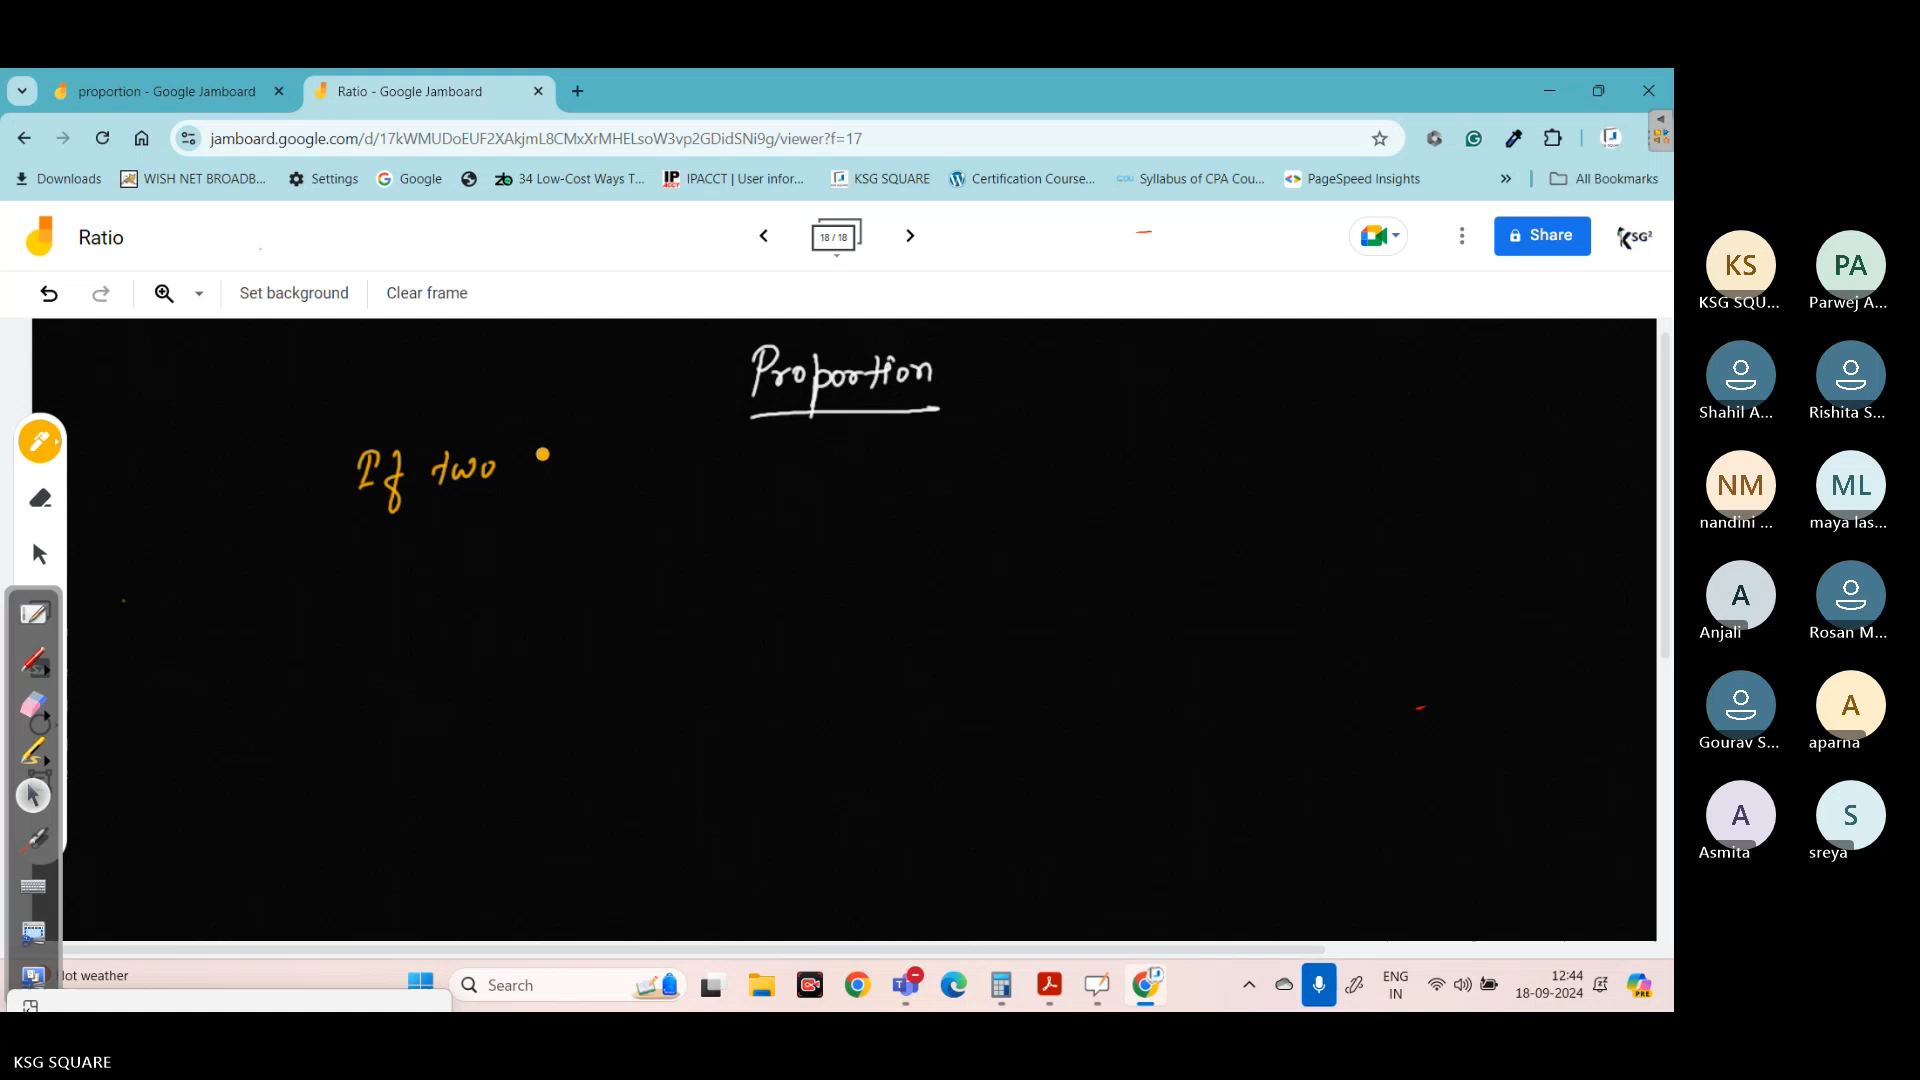 proportion - Google Jamboard
Ratio - Google Jamboard
jamboard.google.com/d/17kWMUDoEUF2XAkjmL8CMxXrMHELsoW3vp2GDidSNi9g/viewer?f=17
Downloads WISH NET BROADB... Settings Google 34 Low-Cost Ways T... IPACCT | User infor... KSG SQUARE Certification Course... Syllabus of CPA Cou... PageSpeed Insights » All Bookmarks
Ratio 18 / 18 Share KSG²
Set background Clear frame
Proportion
If two
KSG SQU... Parwej A...
Shahil A... Rishita S...
NM ML
nandini ... maya las...
A
Anjali Rosan M...
A
Gourav S... aparna
A S
Asmita sreya
KS PA
Hot weather Search ENG IN 12:44 18-09-2024
KSG SQUARE